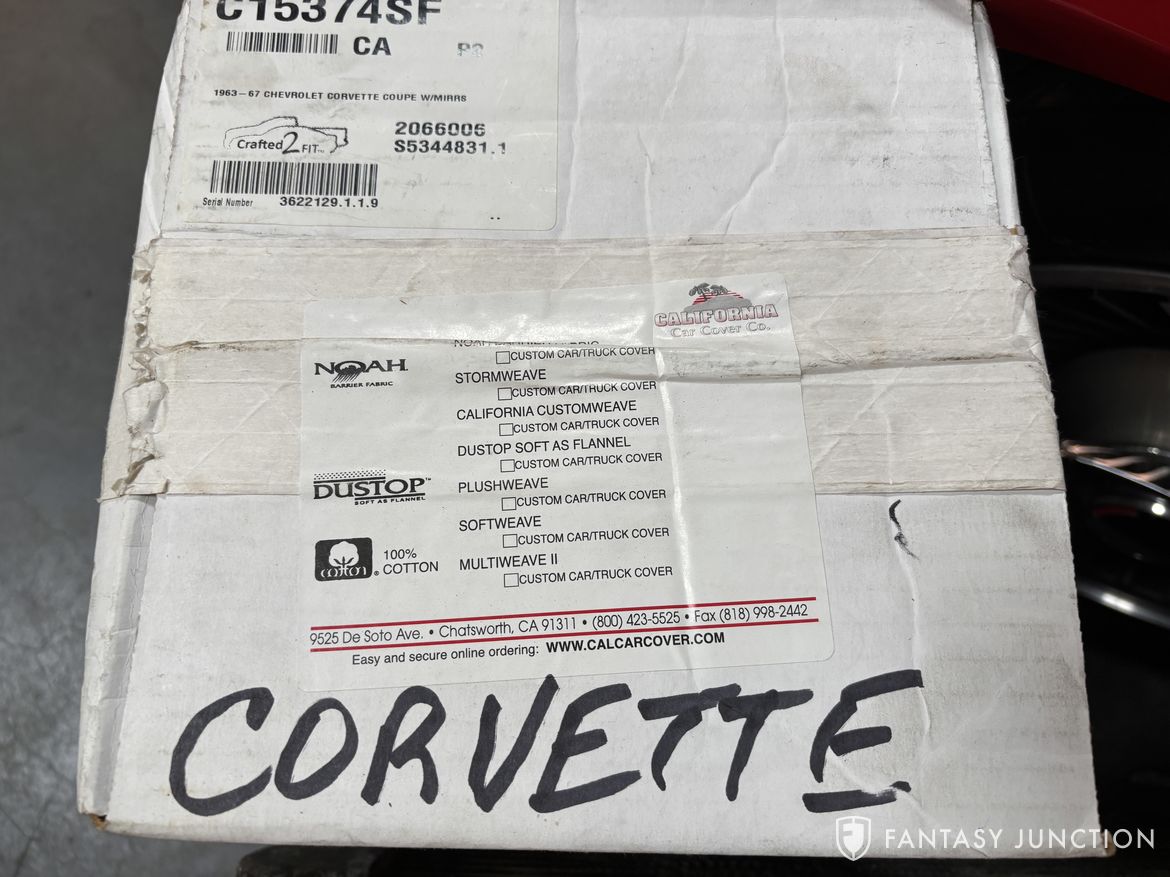 C15374SF
CA
1963-67 CHEVROLET CORVETTE COUPE W/MIRRS
Crafted 2 FIT™
2066006
S5344831.1
Serial Number 3622129.1.1.9
CALIFORNIA
Car Cover Co.
NOAH BARRIER FABRIC
CUSTOM CAR/TRUCK COVER
NOAH
BARRIER FABRIC
STORMWEAVE
CUSTOM CAR/TRUCK COVER
CALIFORNIA CUSTOMWEAVE
CUSTOM CAR/TRUCK COVER
DUSTOP SOFT AS FLANNEL
CUSTOM CAR/TRUCK COVER
DUSTOP™
SOFT AS FLANNEL
PLUSHWEAVE
CUSTOM CAR/TRUCK COVER
SOFTWEAVE
CUSTOM CAR/TRUCK COVER
cotton®
100%
COTTON
MULTIWEAVE II
CUSTOM CAR/TRUCK COVER
9525 De Soto Ave. • Chatsworth, CA 91311 • (800) 423-5525 • Fax (818) 998-2442
Easy and secure online ordering: WWW.CALCARCOVER.COM
CORVETTE
FANTASY JUNCTION